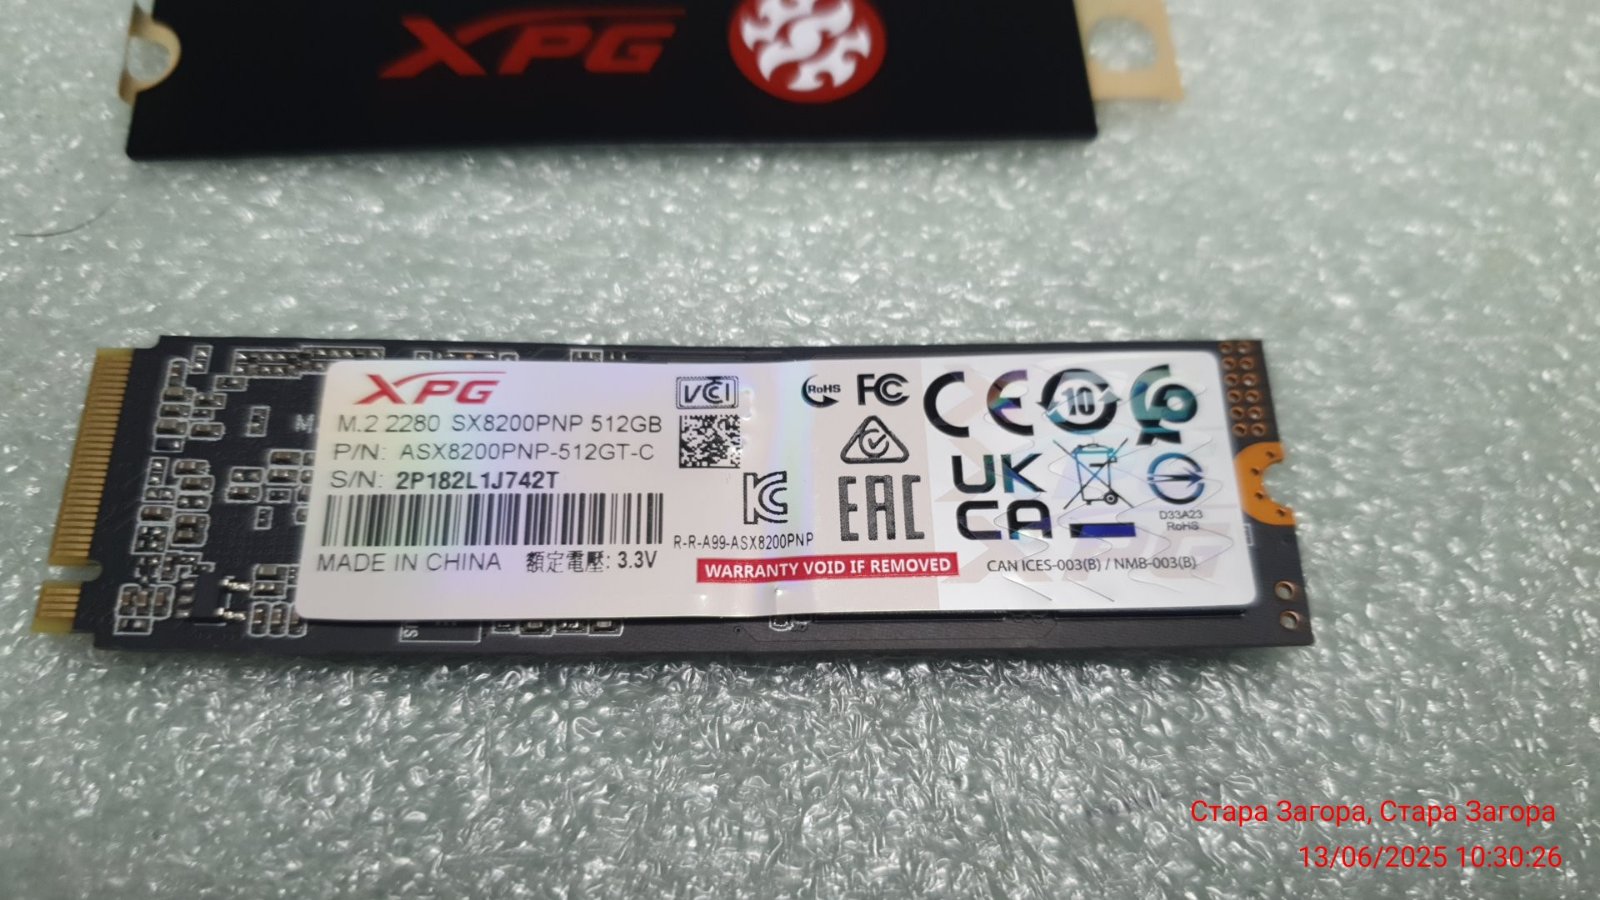 XPG
XPG
M.2 2280 SX8200PNP 512GB
P/N: ASX8200PNP-512GT-C
S/N: 2P182L1J742T
MADE IN CHINA 額定電壓: 3.3V
VCCI
R-R-A99-ASX8200PNP
WARRANTY VOID IF REMOVED
RoHS
FC
CE
10
EAC
UK
CA
D33A23
RoHS
CAN ICES-003(B) / NMB-003(B)
Стара Загора, Стара Загора
13/06/2025 10:30:26